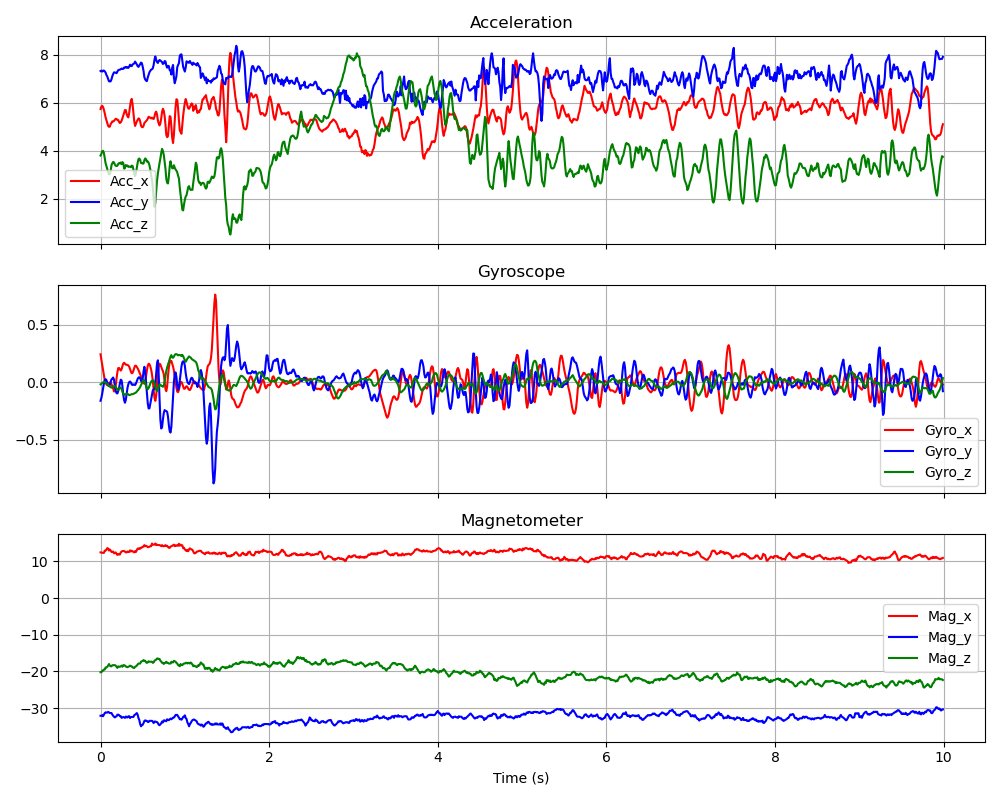 Acceleration
8
6
4
2
Acc_x
Acc_y
Acc_z
Gyroscope
0.5
0.0
−0.5
Gyro_x
Gyro_y
Gyro_z
Magnetometer
10
0
−10
−20
−30
Mag_x
Mag_y
Mag_z
0 2 4 6 8 10
Time (s)